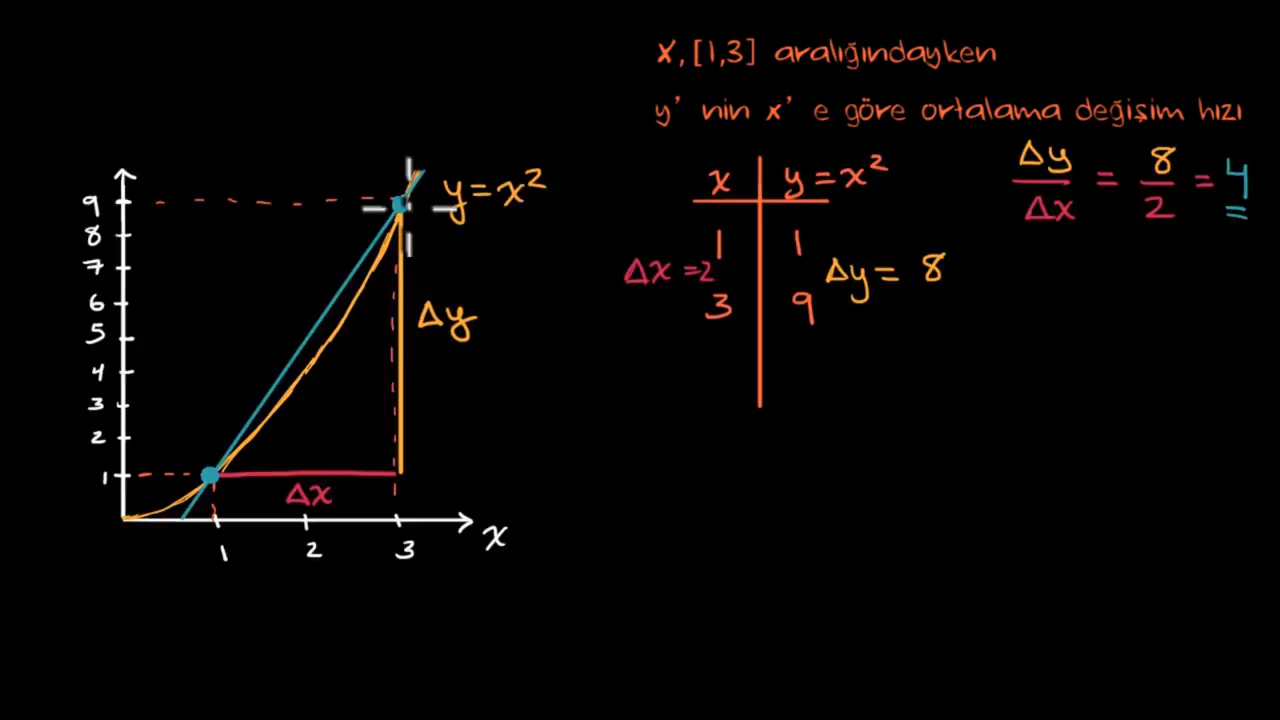 x, [1,3] aralığındayken
y' nin x' e göre ortalama değişim hızı
x y = x²
1 1
3 9
Δx = 2
Δy = 8
Δy/Δx = 8/2 = 4
y = x²
9
8
7
6
5
4
3
2
1
Δy
Δx
1 2 3
x